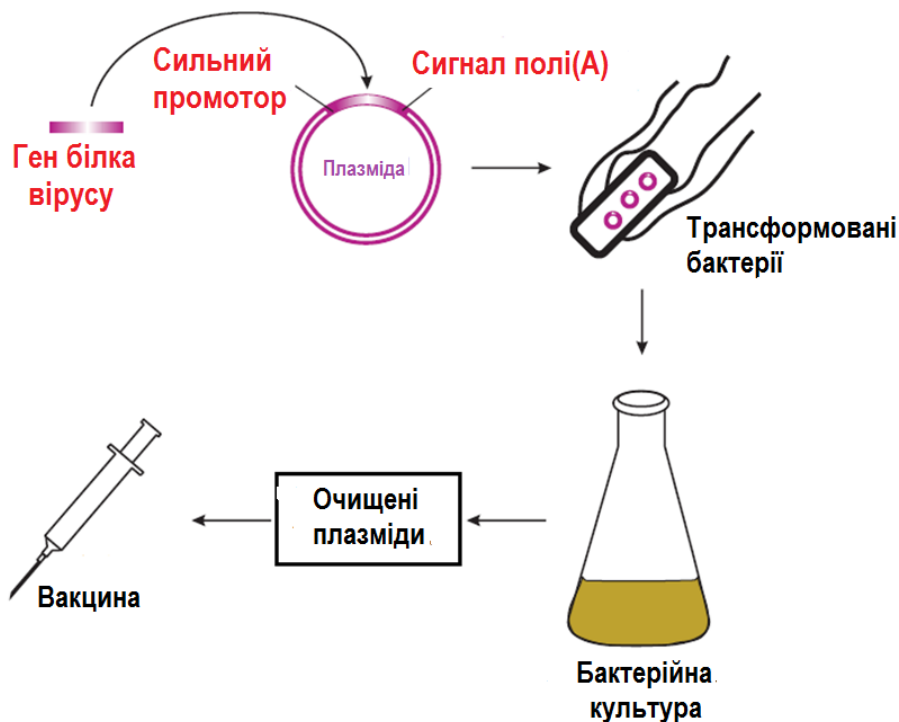 Сильний
промотор
Сигнал полі(А)
Ген білка
вірусу
Плазміда
Трансформовані
бактерії
Очищені
плазміди
Вакцина
Бактерійна
культура